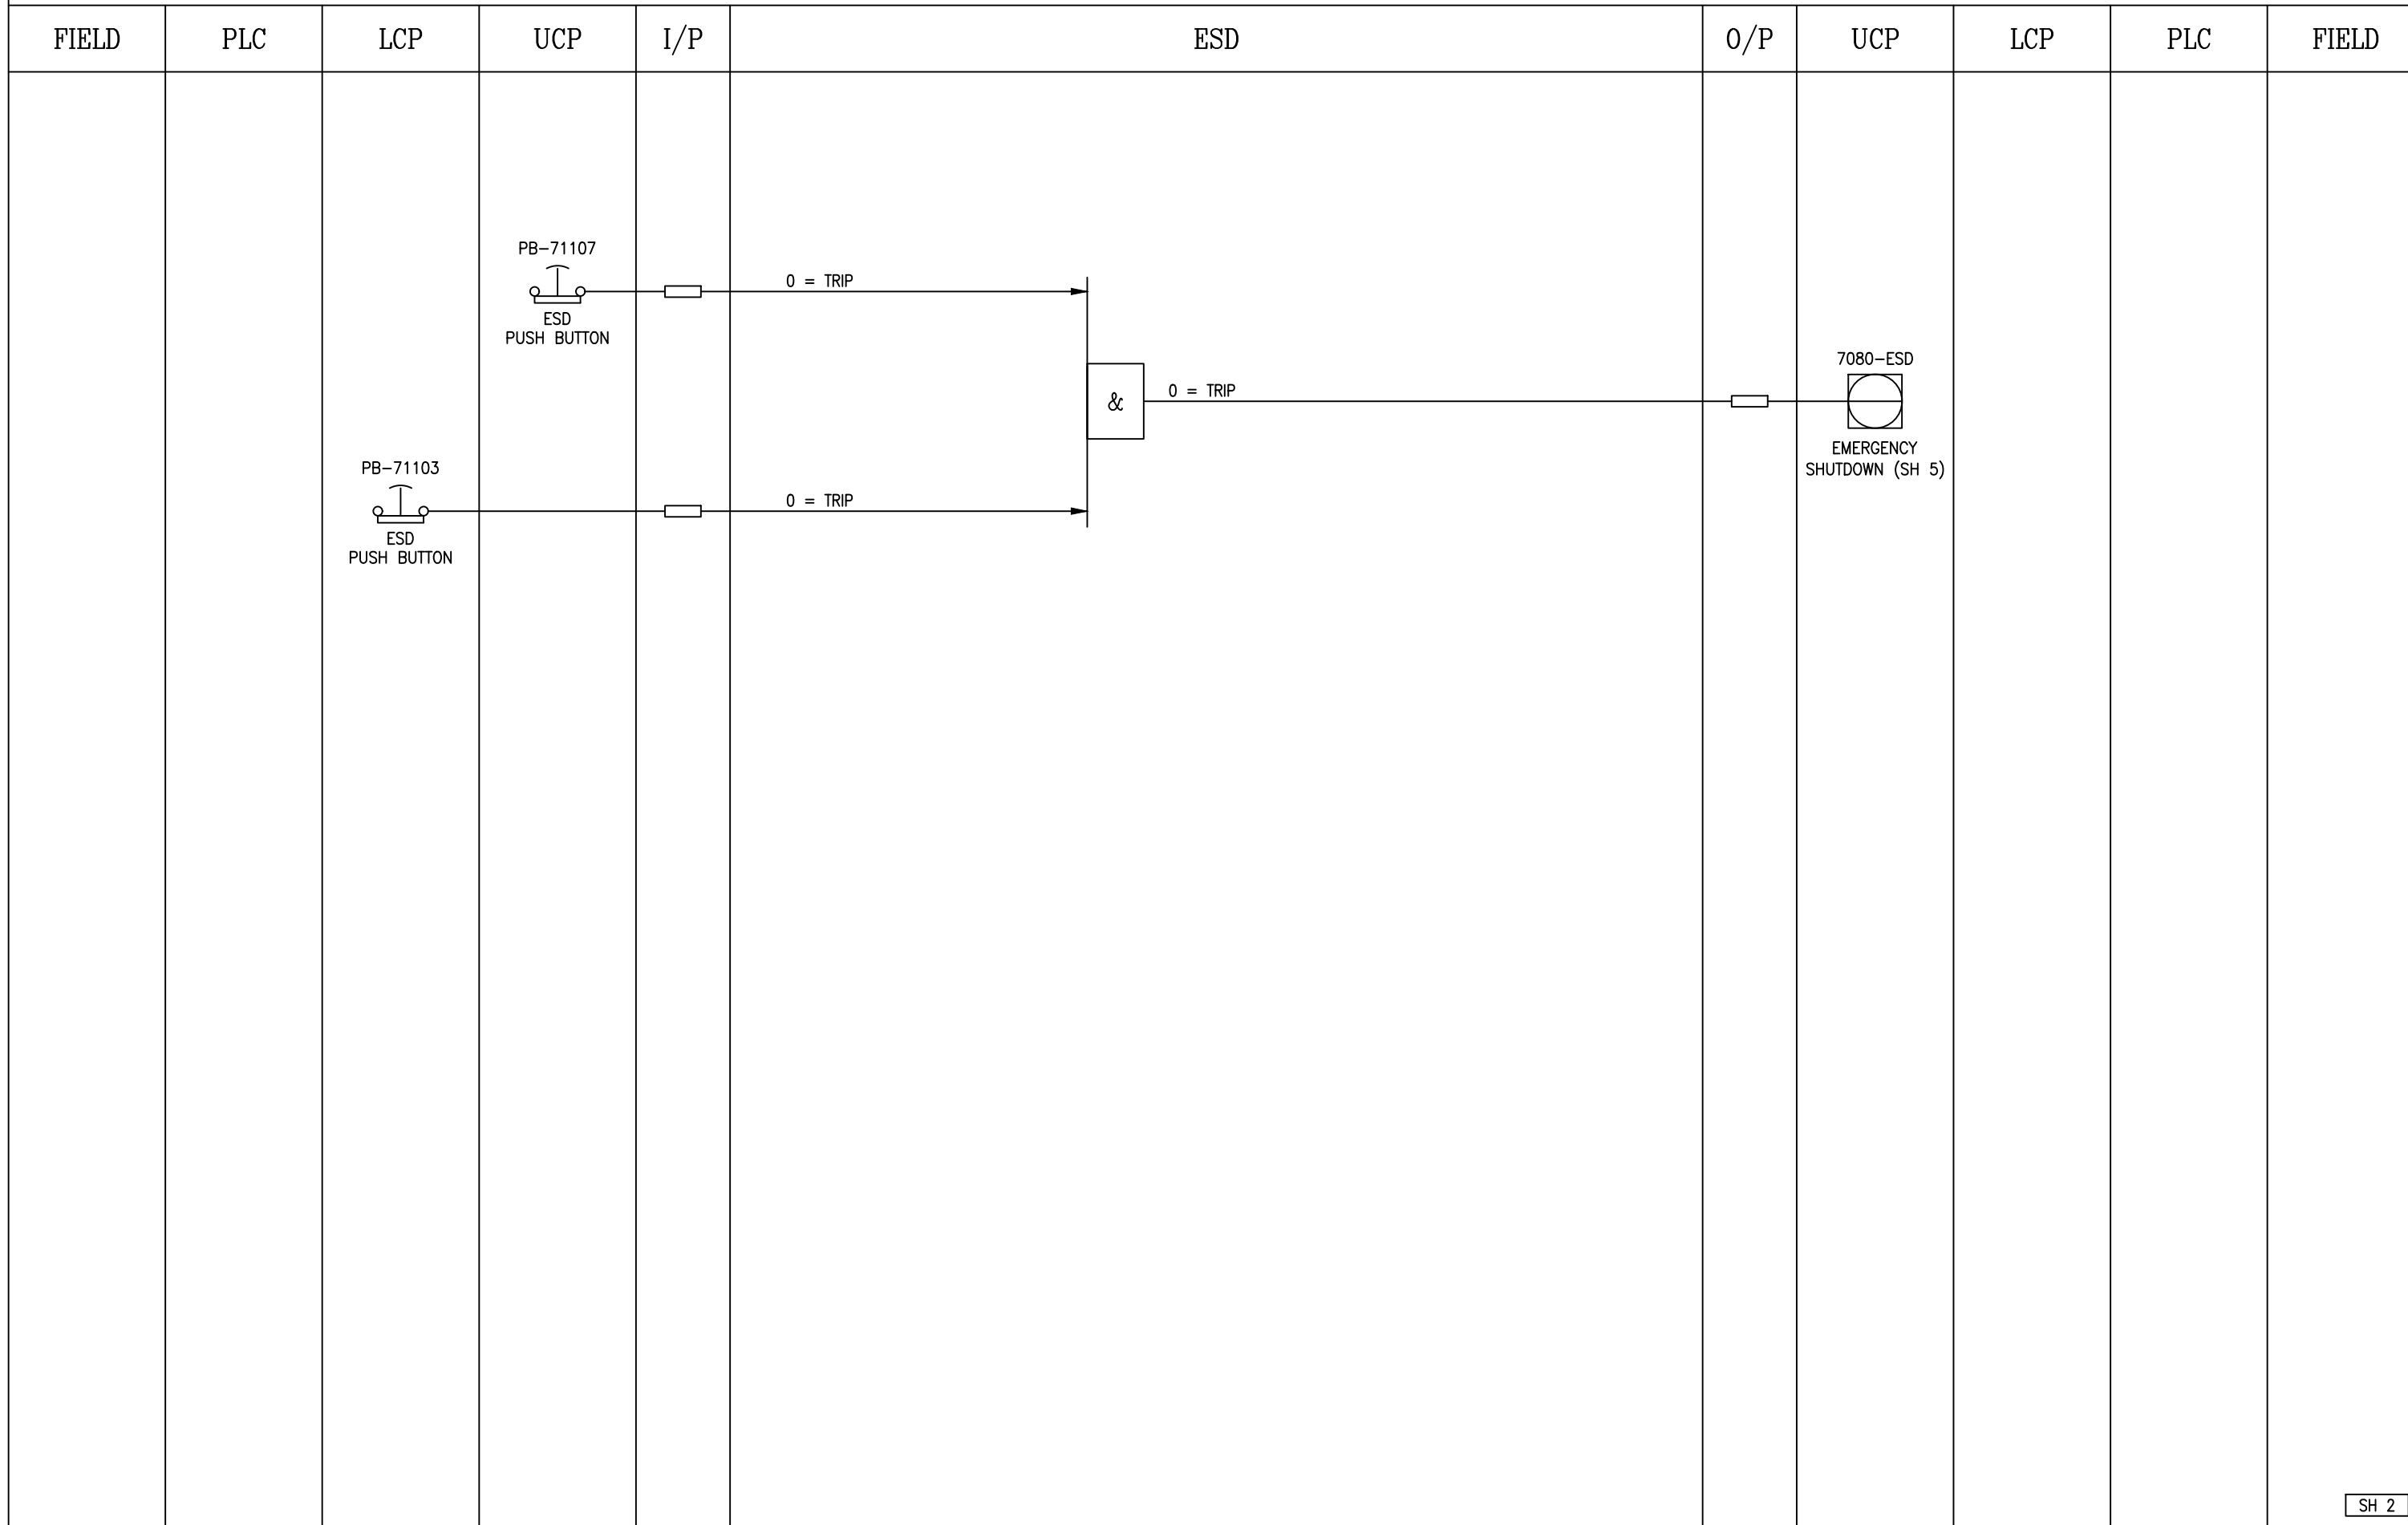 FIELD PLC LCP UCP I/P ESD O/P UCP LCP PLC FIELD
PB-71107
0 = TRIP
ESD
PUSH BUTTON
7080-ESD
&
0 = TRIP
EMERGENCY
SHUTDOWN (SH 5)
PB-71103
0 = TRIP
ESD
PUSH BUTTON
SH 2